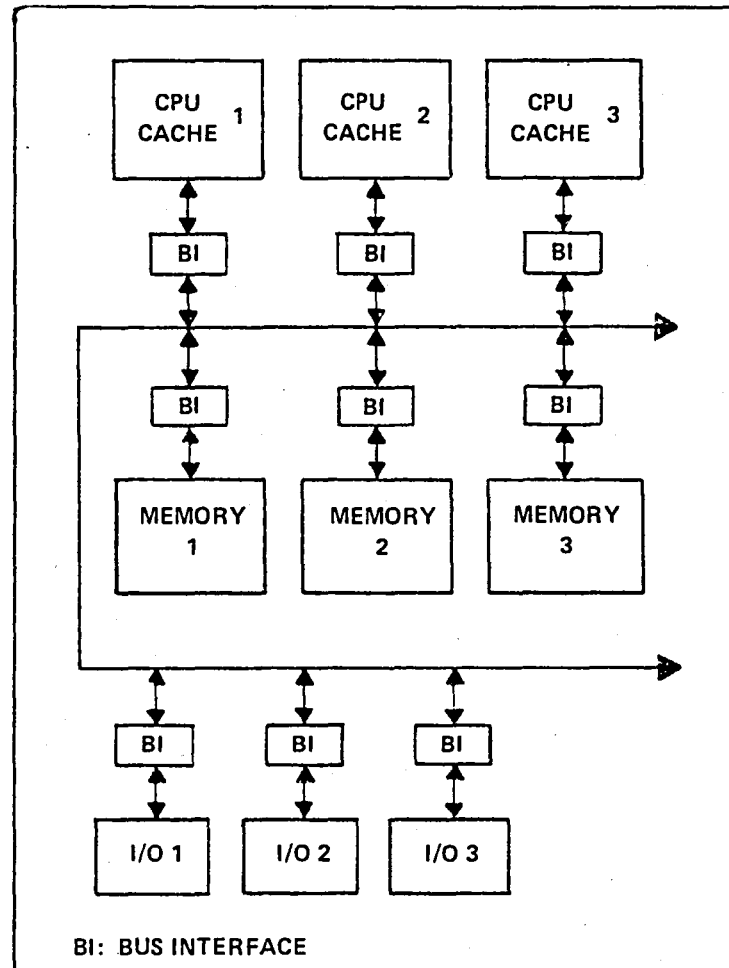 CPU CACHE 1
CPU CACHE 2
CPU CACHE 3
BI
BI
BI
BI
BI
BI
MEMORY 1
MEMORY 2
MEMORY 3
BI
BI
BI
I/O 1
I/O 2
I/O 3
BI: BUS INTERFACE